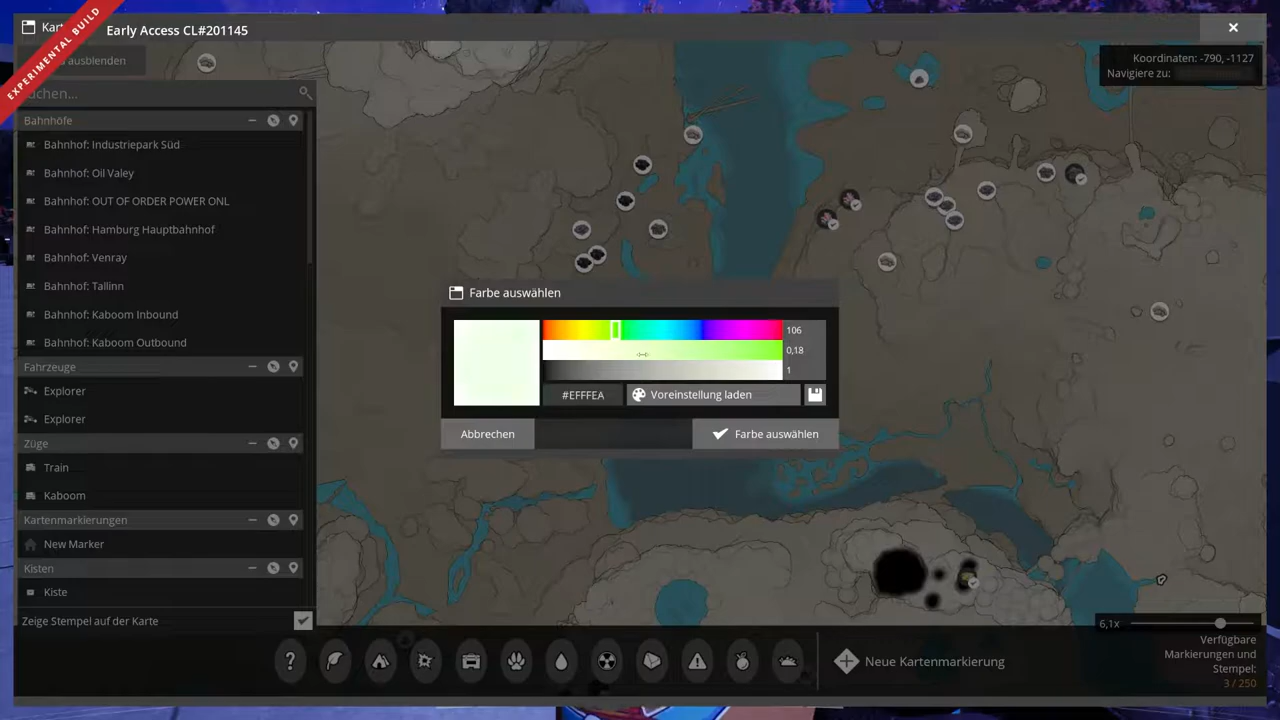 EXPERIMENTAL BUILD
Early Access CL#201145
ausblenden
Koordinaten: -790, -1127
Navigiere zu:
Bahnhöfe
Bahnhof: Industriepark Süd
Bahnhof: Oil Valey
Bahnhof: OUT OF ORDER POWER ONL
Bahnhof: Hamburg Hauptbahnhof
Bahnhof: Venray
Bahnhof: Tallinn
Bahnhof: Kaboom Inbound
Bahnhof: Kaboom Outbound
Fahrzeuge
Explorer
Explorer
Züge
Train
Kaboom
Kartenmarkierungen
New Marker
Kisten
Kiste
Zeige Stempel auf der Karte
Farbe auswählen
106
0,18
1
#EFFFEA
Voreinstellung laden
Abbrechen
Farbe auswählen
6,1x
Neue Kartenmarkierung
Verfügbare
Markierungen und
Stempel:
3 / 250